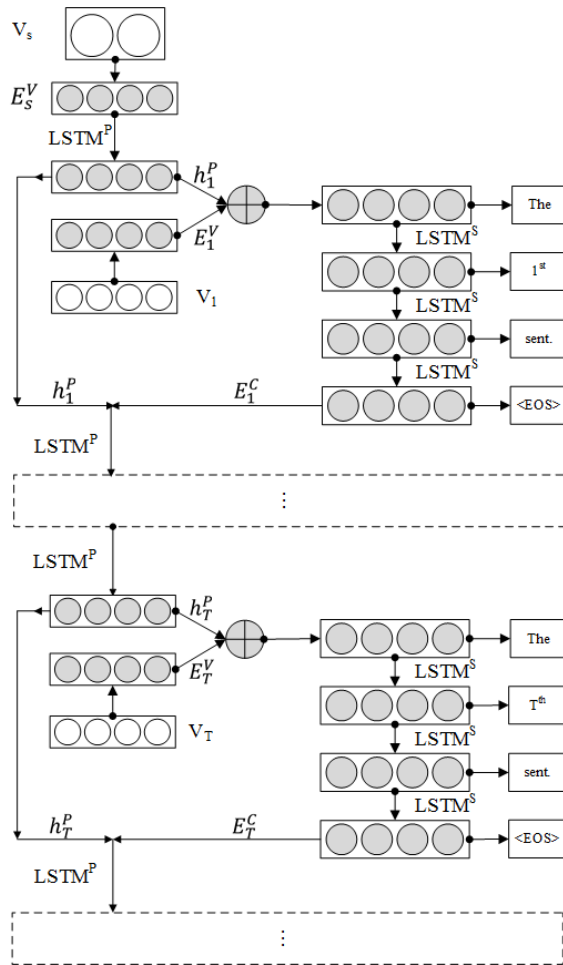 V_s
E_S^V
LSTM^P
h_1^P
The
E_1^V
LSTM^S
1^st
V_1
LSTM^S
sent.
LSTM^S
h_1^P
E_1^C
<EOS>
LSTM^P
⋮
LSTM^P
h_T^P
The
E_T^V
LSTM^S
T^th
V_T
LSTM^S
sent.
LSTM^S
h_T^P
E_T^C
<EOS>
LSTM^P
⋮